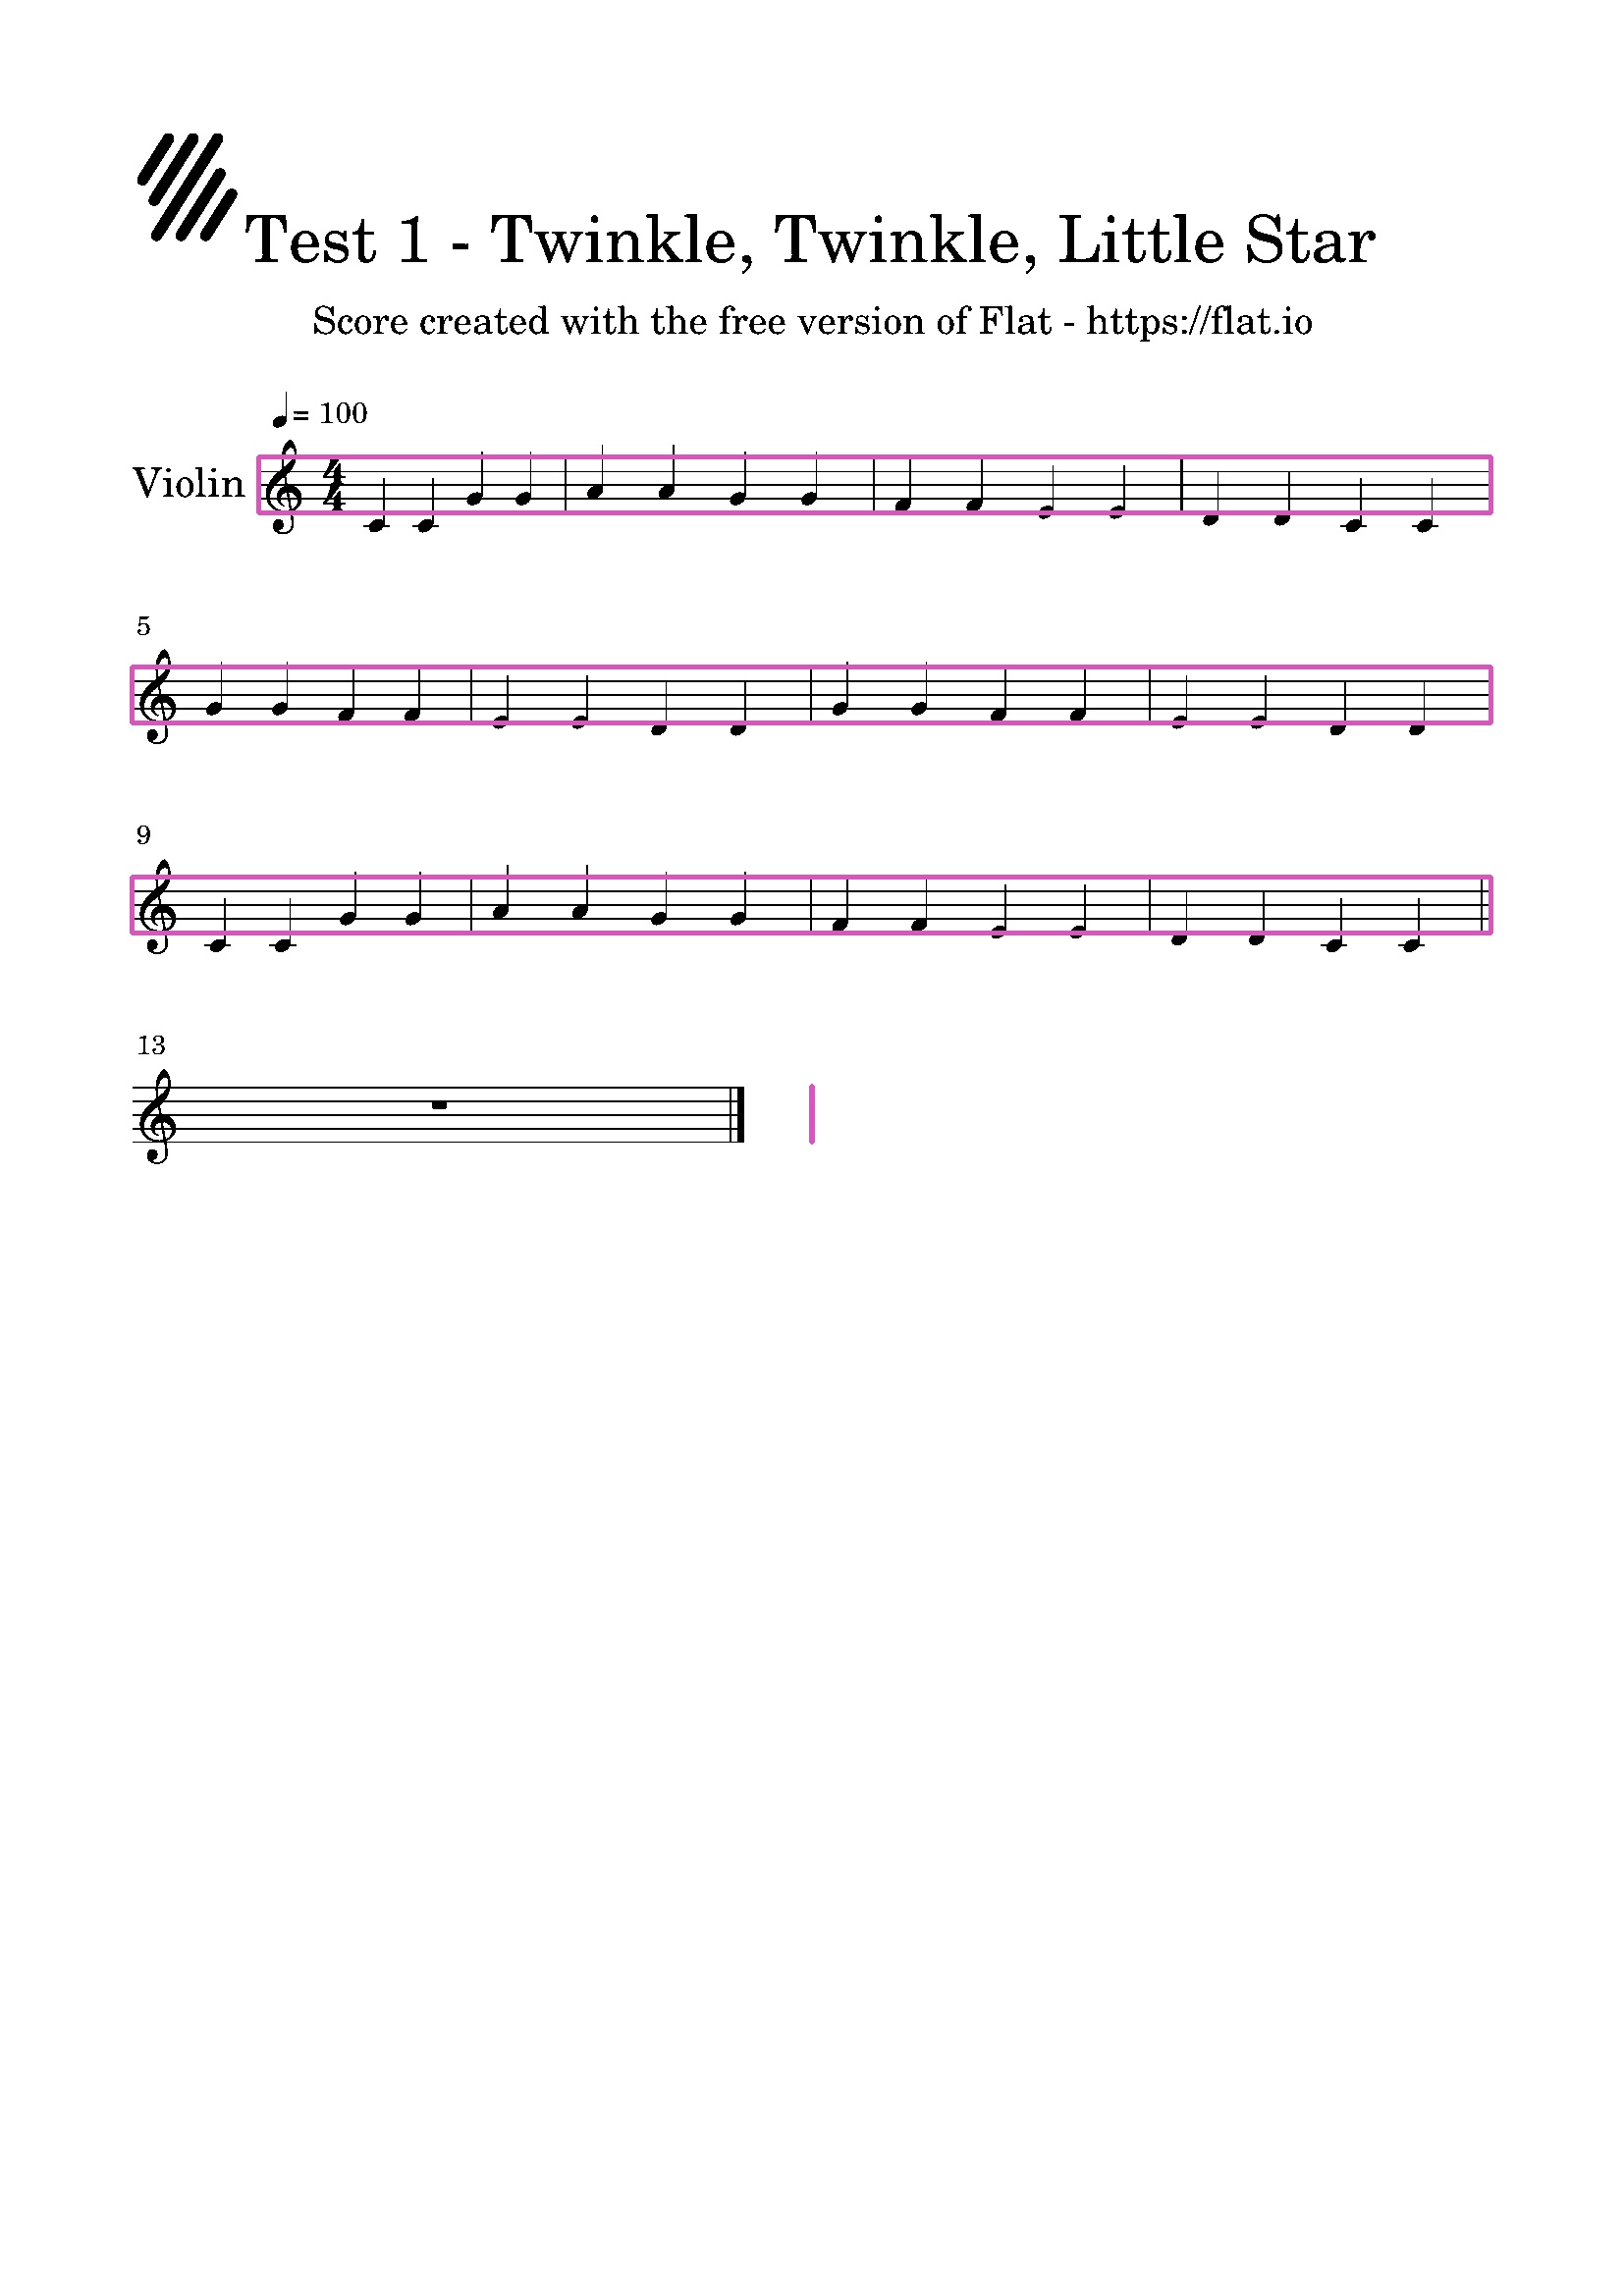 Test 1 - Twinkle, Twinkle, Little Star
Score created with the free version of Flat - https://flat.io
= 100
Violin
4
4
5
9
13